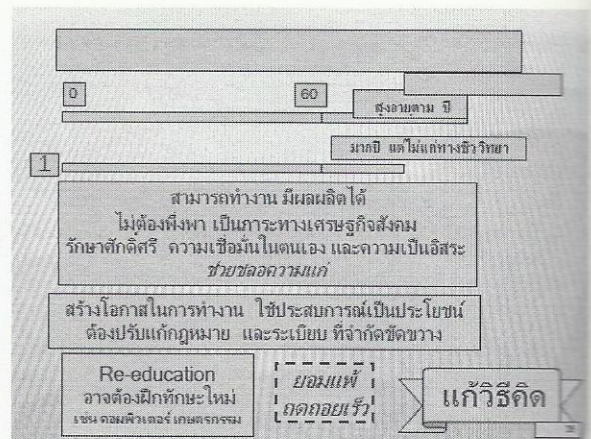 0
60
สูงอายุตาม ปี
มากปี แต่ไม่แก่ทางชีววิทยา
1
สามารถทำงาน มีผลผลิตได้
ไม่ต้องพึ่งพา เป็นภาระทางเศรษฐกิจสังคม
รักษาศักดิ์ศรี ความเชื่อมั่นในตนเอง และความเป็นอิสระ
ช่วยชลอความแก่
สร้างโอกาสในการทำงาน ใช้ประสบการณ์เป็นประโยชน์
ต้องปรับแก้กฎหมาย และระเบียบ ที่จำกัดขัดขวาง
Re-education
อาจต้องฝึกทักษะใหม่
เช่น คอมพิวเตอร์ เกษตรกรรม
ยอมแพ้
ถดถอยเร็ว
แก้วิธีคิด